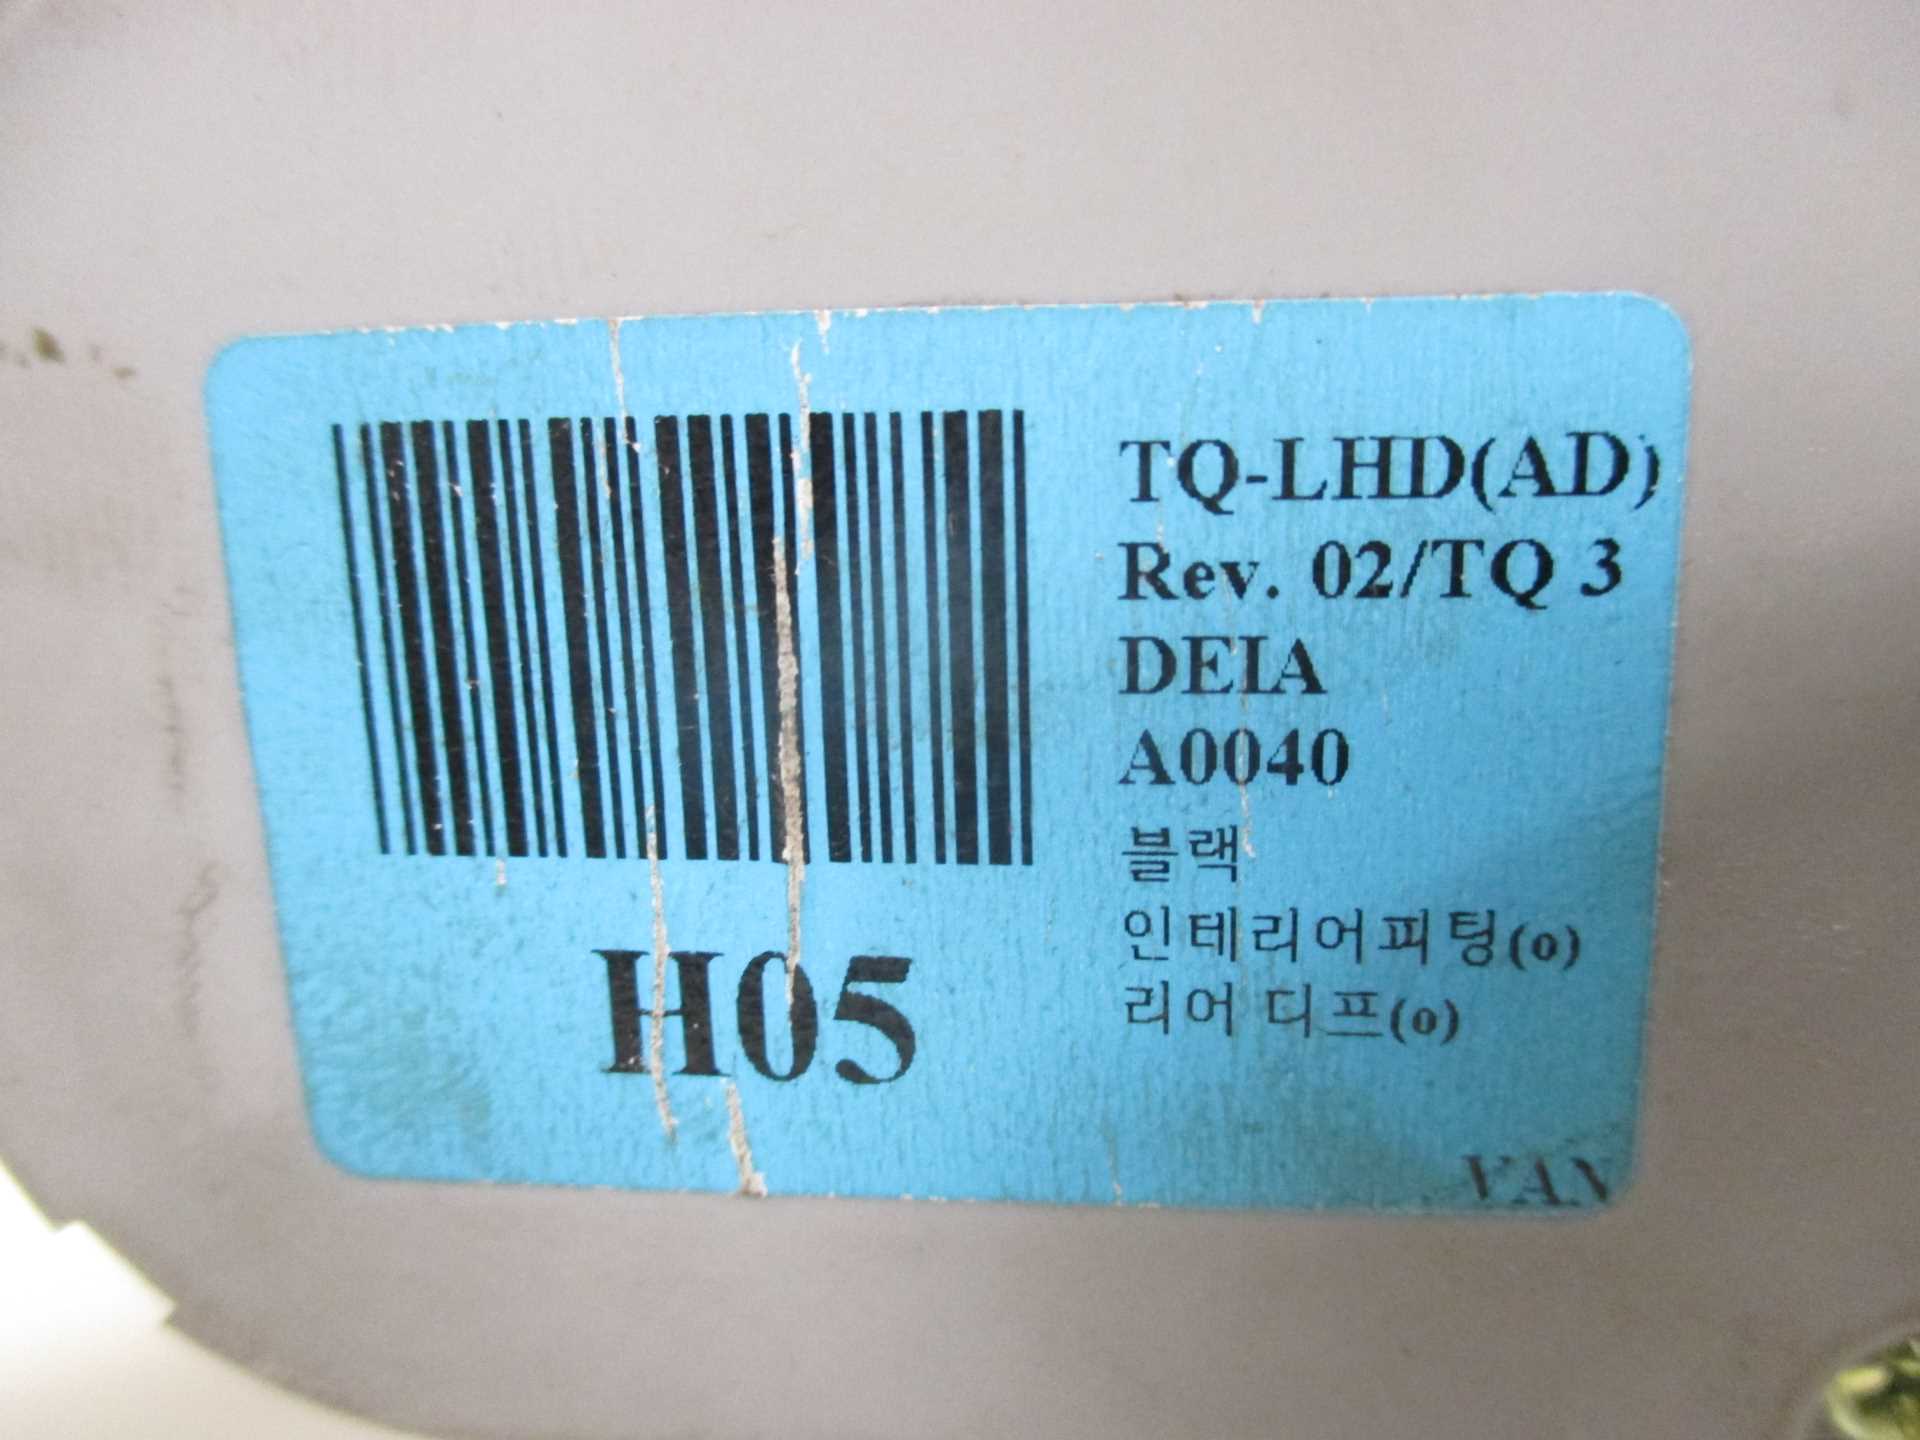 TQ-LHD(AD)
Rev. 02/TQ 3
DEIA
A0040
블랙
인테리어피팅(o)
리어 디프(o)
H05
VAN